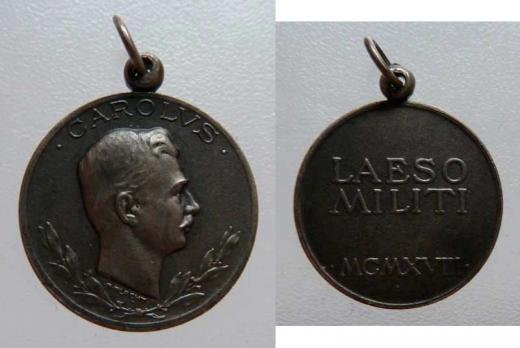 · CAROLVS ·
LAESO
MILITI
· MCMXVIII ·